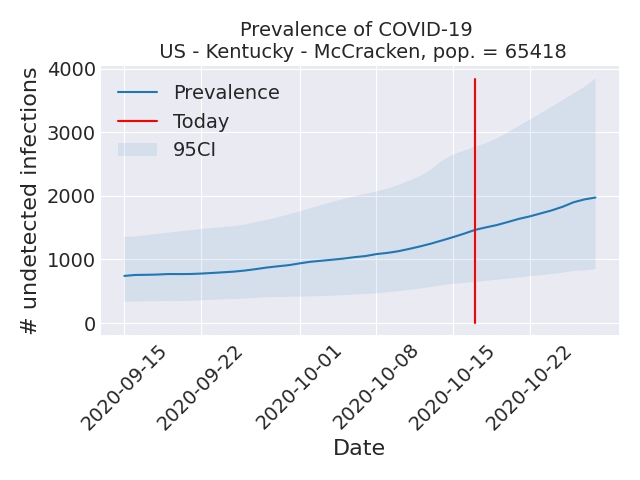 Prevalence of COVID-19
US - Kentucky - McCracken, pop. = 65418
# undetected infections
4000
3000
2000
1000
0
Prevalence
Today
95CI
2020-09-15
2020-09-22
2020-10-01
2020-10-08
2020-10-15
2020-10-22
Date